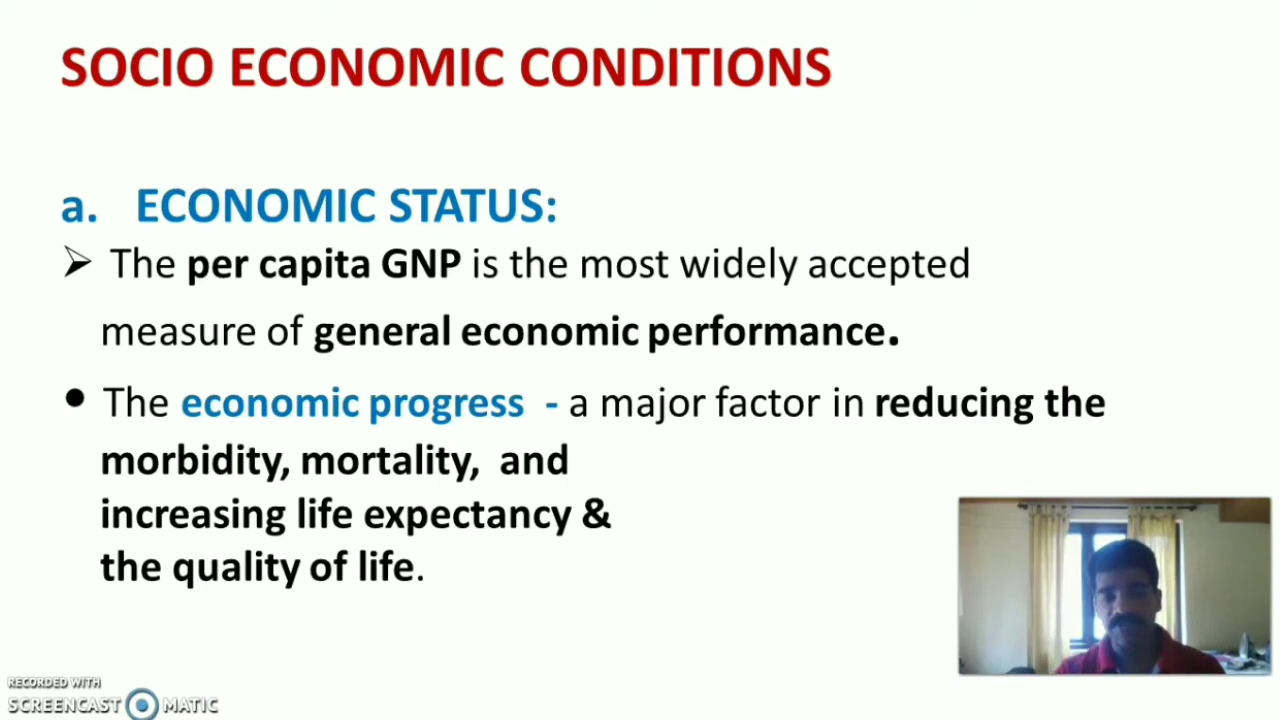 SOCIO ECONOMIC CONDITIONS
a. ECONOMIC STATUS:
➢ The per capita GNP is the most widely accepted
measure of general economic performance.
• The economic progress - a major factor in reducing the
morbidity, mortality, and
increasing life expectancy &
the quality of life.
RECORDED WITH
SCREENCAST MATIC